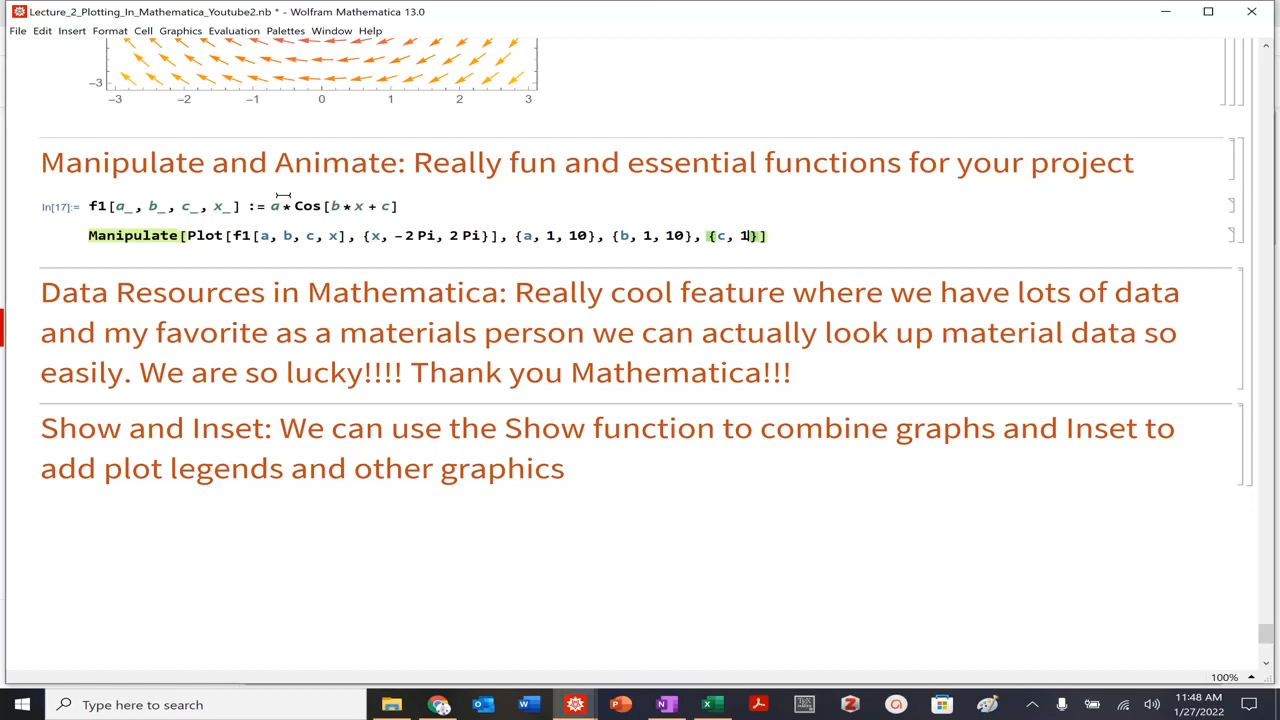 Lecture_2_Plotting_In_Mathematica_Youtube2.nb * - Wolfram Mathematica 13.0
File Edit Insert Format Cell Graphics Evaluation Palettes Window Help
-3
-3 -2 -1 0 1 2 3
Manipulate and Animate: Really fun and essential functions for your project
In[17]:= f1[a_, b_, c_, x_] := a * Cos[b * x + c]
Manipulate[Plot[f1[a, b, c, x], {x, -2 Pi, 2 Pi}], {a, 1, 10}, {b, 1, 10}, {c, 1}]
Data Resources in Mathematica: Really cool feature where we have lots of data
and my favorite as a materials person we can actually look up material data so
easily. We are so lucky!!!! Thank you Mathematica!!!
Show and Inset: We can use the Show function to combine graphs and Inset to
add plot legends and other graphics
100%
Type here to search
11:48 AM
1/27/2022